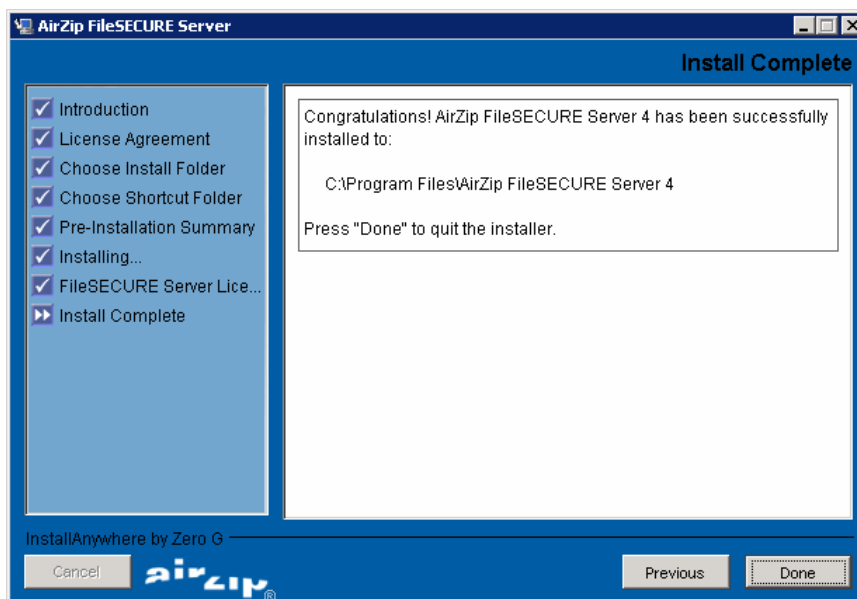 AirZip FileSECURE Server
Install Complete
Introduction
License Agreement
Choose Install Folder
Choose Shortcut Folder
Pre-Installation Summary
Installing...
FileSECURE Server Lice...
Install Complete
Congratulations! AirZip FileSECURE Server 4 has been successfully
installed to:
C:\Program Files\AirZip FileSECURE Server 4
Press "Done" to quit the installer.
InstallAnywhere by Zero G
Cancel
airzip®
Previous
Done